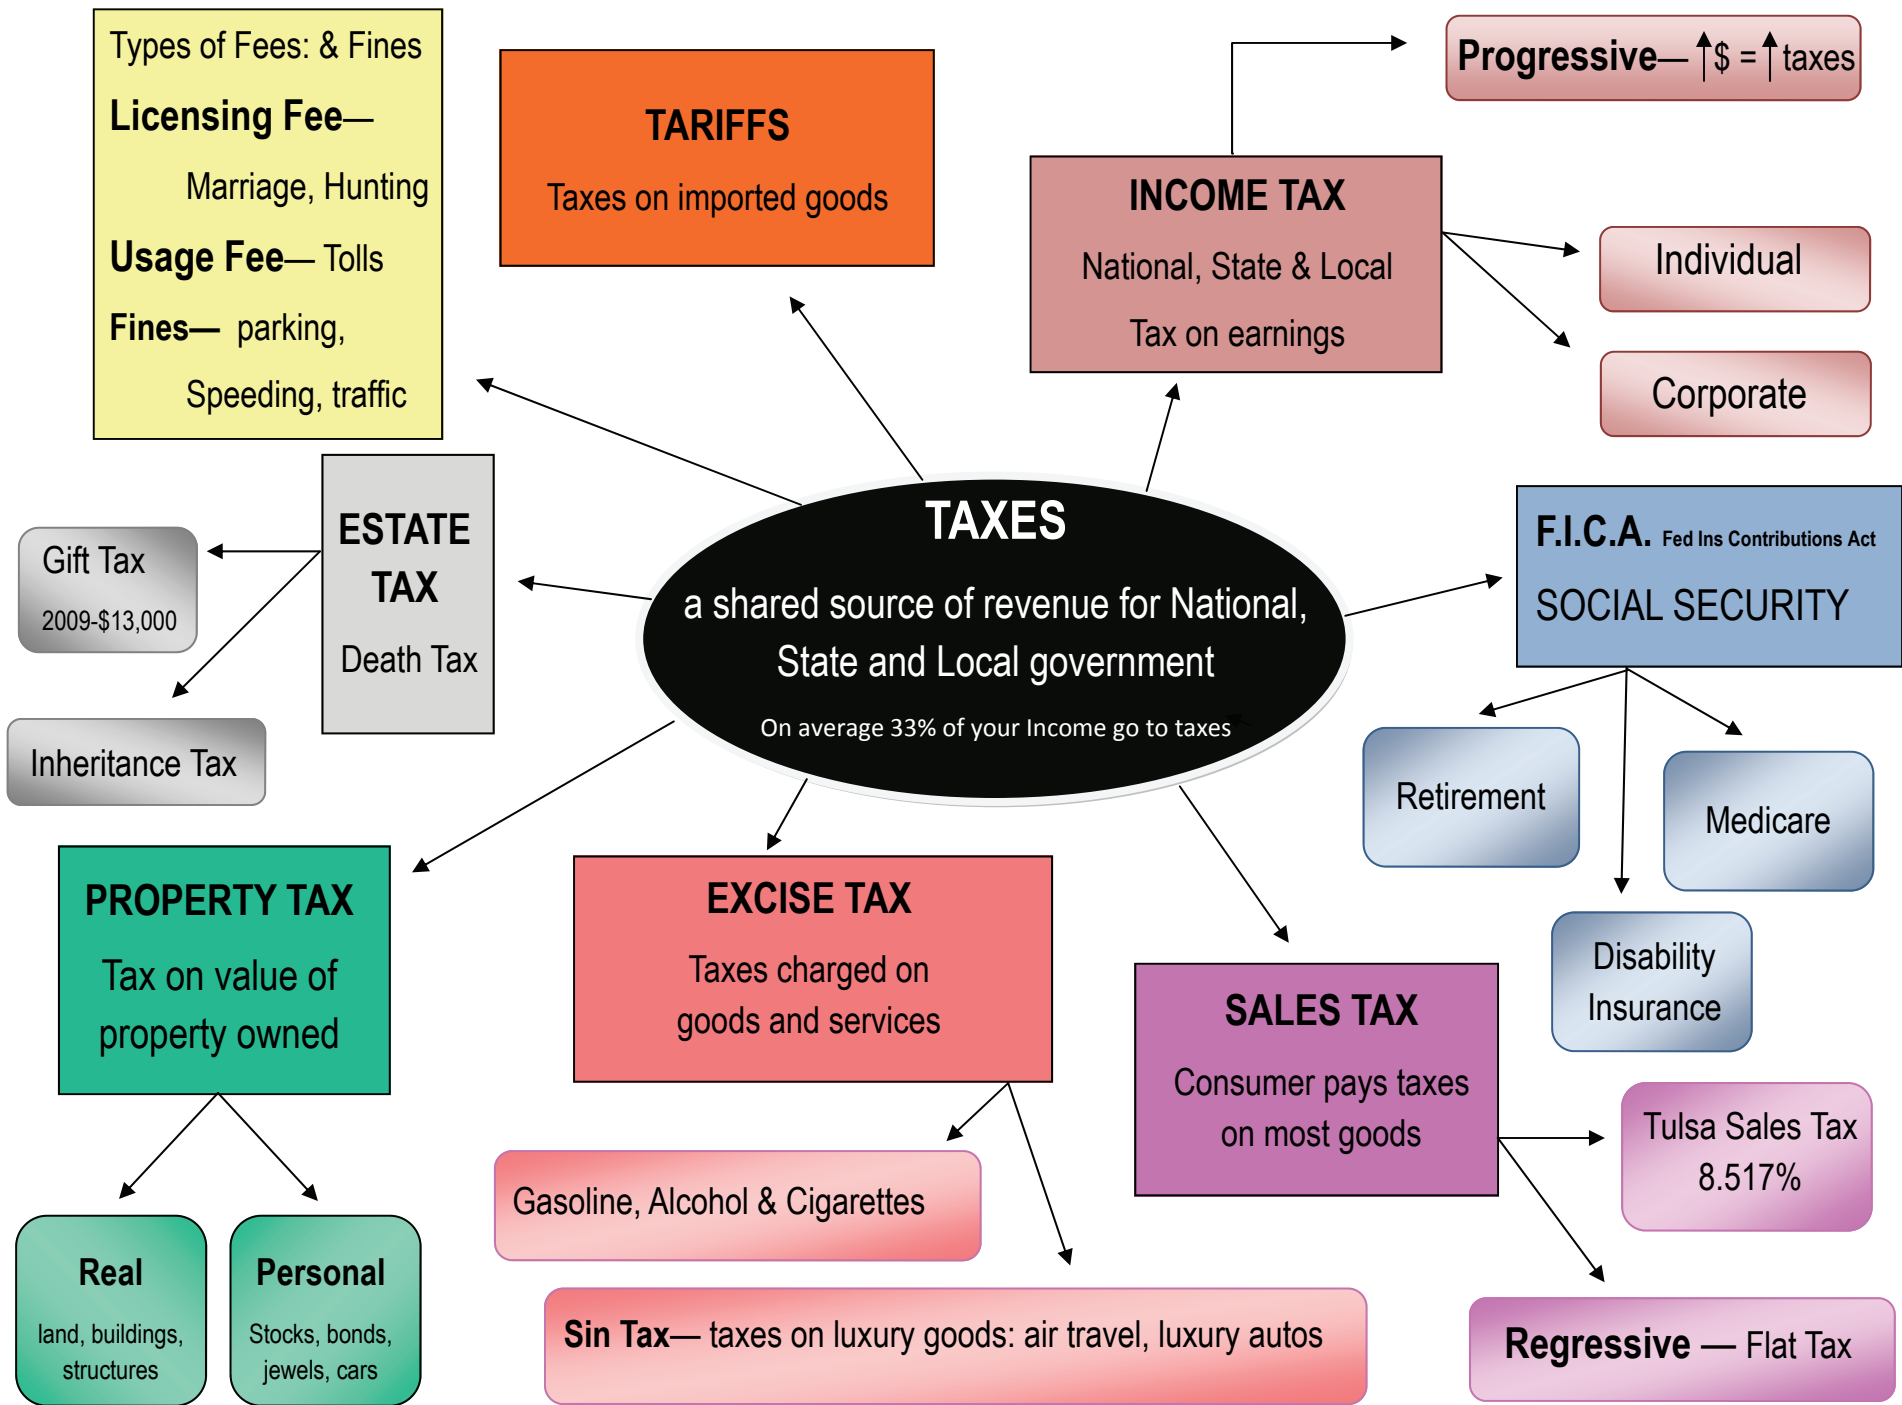 Types of Fees: & Fines
Licensing Fee—
Marriage, Hunting
Usage Fee— Tolls
Fines— parking,
Speeding, traffic
TARIFFS
Taxes on imported goods
Progressive— ↑$ = ↑taxes
INCOME TAX
National, State & Local
Tax on earnings
Individual
Corporate
ESTATE
TAX
Death Tax
Gift Tax
2009-$13,000
Inheritance Tax
TAXES
a shared source of revenue for National,
State and Local government
On average 33% of your Income go to taxes
F.I.C.A. Fed Ins Contributions Act
SOCIAL SECURITY
Retirement
Medicare
Disability
Insurance
PROPERTY TAX
Tax on value of
property owned
Real
land, buildings,
structures
Personal
Stocks, bonds,
jewels, cars
EXCISE TAX
Taxes charged on
goods and services
Gasoline, Alcohol & Cigarettes
Sin Tax— taxes on luxury goods: air travel, luxury autos
SALES TAX
Consumer pays taxes
on most goods
Tulsa Sales Tax
8.517%
Regressive — Flat Tax